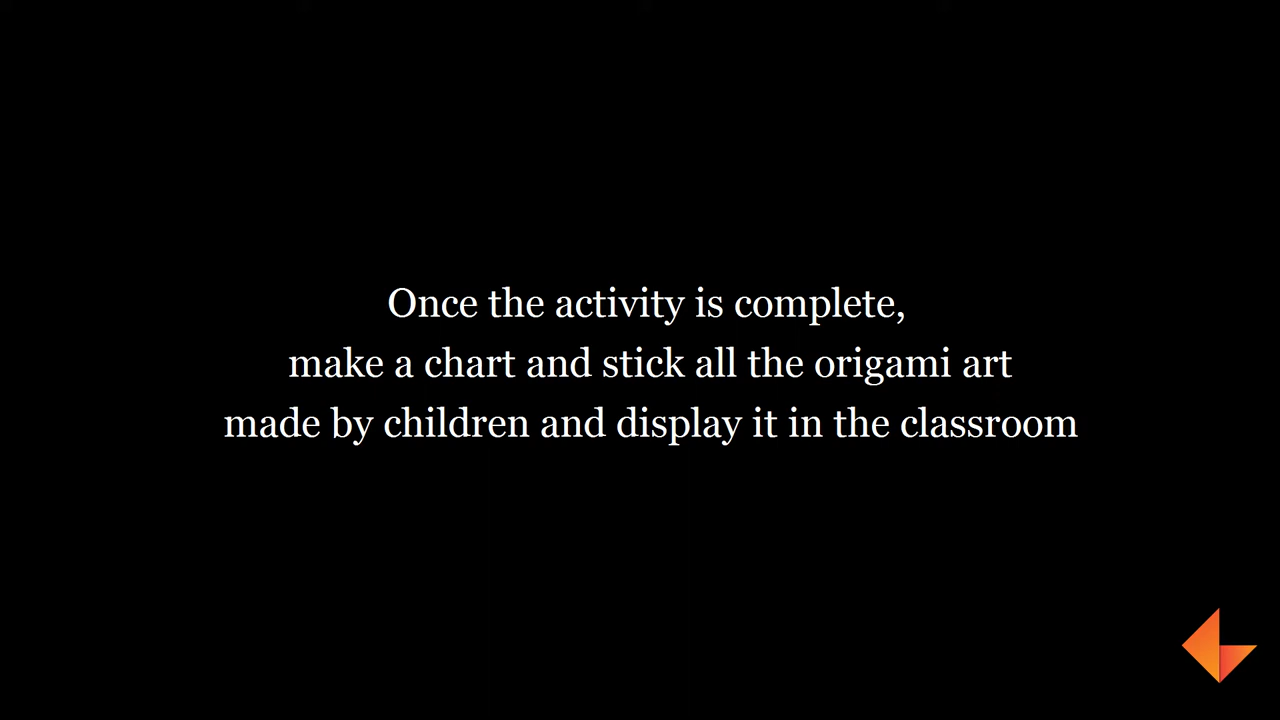 Once the activity is complete,
make a chart and stick all the origami art
made by children and display it in the classroom